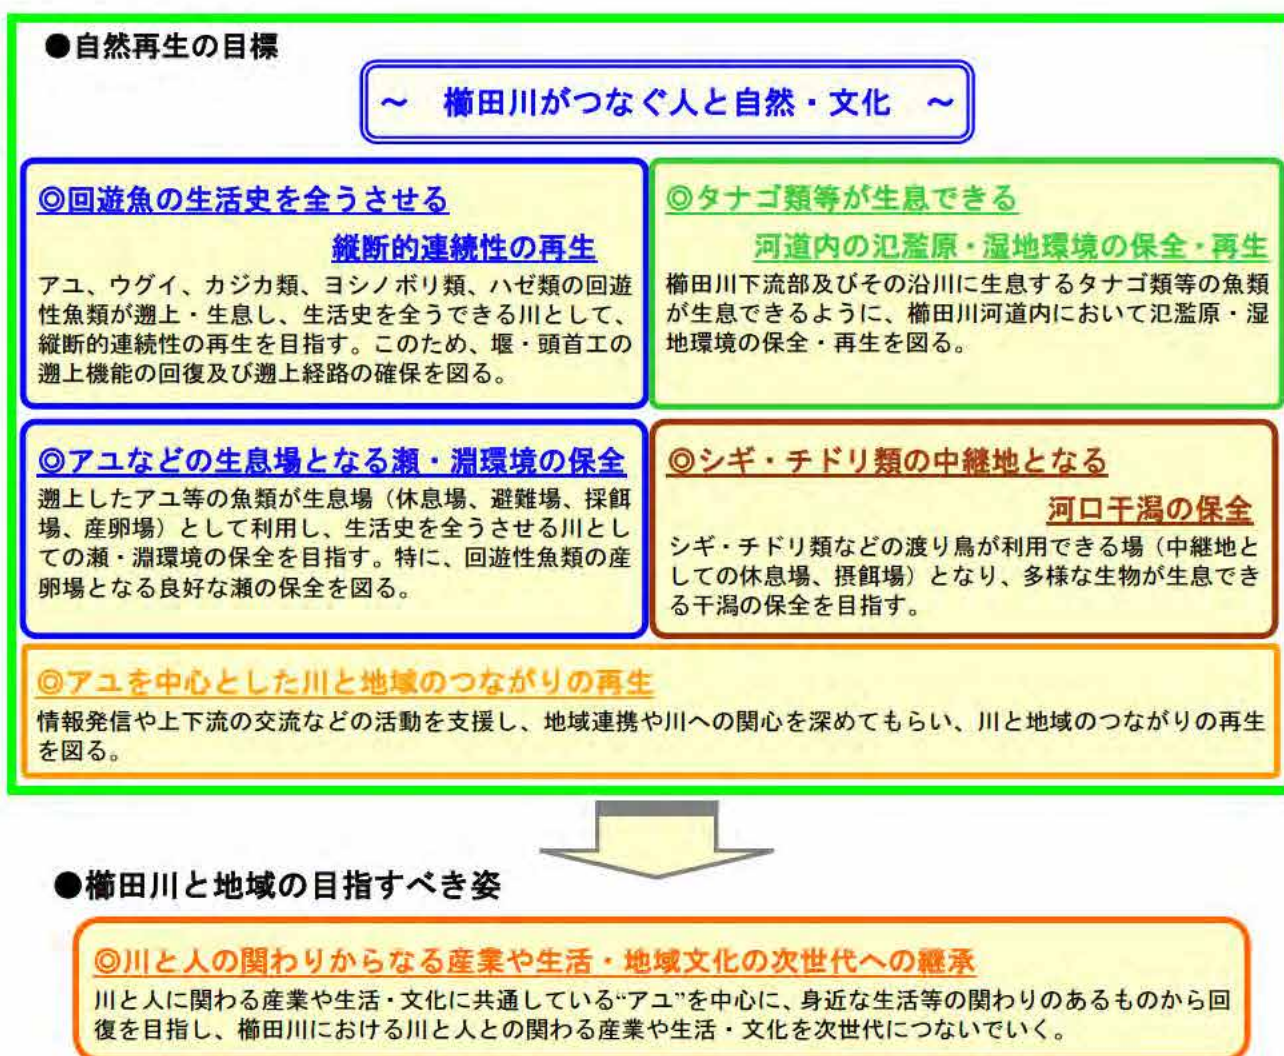 ●自然再生の目標
～　櫛田川がつなぐ人と自然・文化　～
◎回遊魚の生活史を全うさせる
縦断的連続性の再生
アユ、ウグイ、カジカ類、ヨシノボリ類、ハゼ類の回遊
性魚類が遡上・生息し、生活史を全うできる川として、
縦断的連続性の再生を目指す。このため、堰・頭首工の
遡上機能の回復及び遡上経路の確保を図る。
◎タナゴ類等が生息できる
河道内の氾濫原・湿地環境の保全・再生
櫛田川下流部及びその沿川に生息するタナゴ類等の魚類
が生息できるように、櫛田川河道内において氾濫原・湿
地環境の保全・再生を図る。
◎アユなどの生息場となる瀬・淵環境の保全
遡上したアユ等の魚類が生息場（休息場、避難場、採餌
場、産卵場）として利用し、生活史を全うさせる川とし
ての瀬・淵環境の保全を目指す。特に、回遊性魚類の産
卵場となる良好な瀬の保全を図る。
◎シギ・チドリ類の中継地となる
河口干潟の保全
シギ・チドリ類などの渡り鳥が利用できる場（中継地と
しての休息場、摂餌場）となり、多様な生物が生息でき
る干潟の保全を目指す。
◎アユを中心とした川と地域のつながりの再生
情報発信や上下流の交流などの活動を支援し、地域連携や川への関心を深めてもらい、川と地域のつながりの再生
を図る。
●櫛田川と地域の目指すべき姿
◎川と人の関わりからなる産業や生活・地域文化の次世代への継承
川と人に関わる産業や生活・文化に共通している“アユ”を中心に、身近な生活等の関わりのあるものから回
復を目指し、櫛田川における川と人との関わる産業や生活・文化を次世代につないでいく。